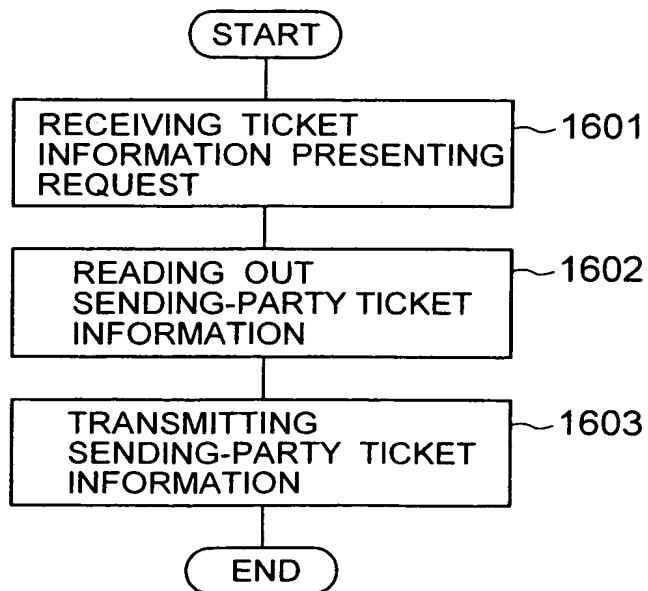 START
RECEIVING TICKET
INFORMATION PRESENTING
REQUEST
1601
READING OUT
SENDING-PARTY TICKET
INFORMATION
1602
TRANSMITTING
SENDING-PARTY TICKET
INFORMATION
1603
END